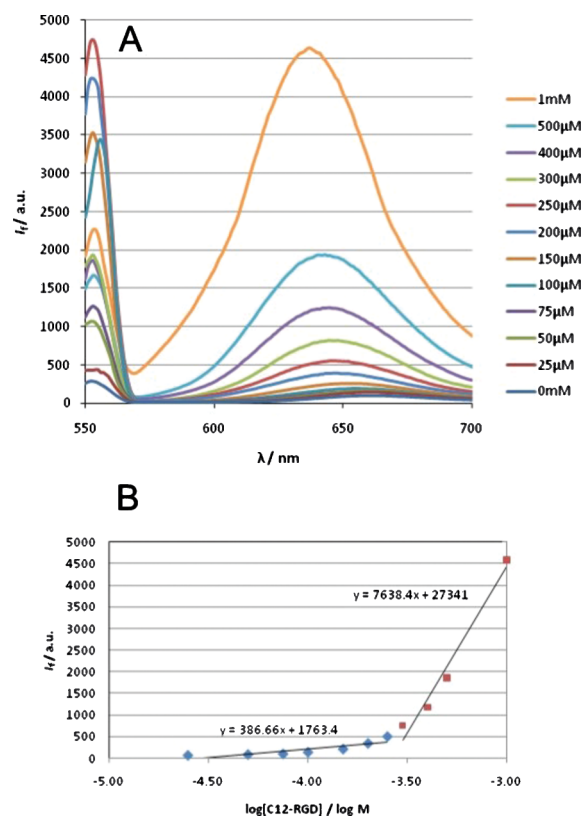 A
5000
4500
4000
3500
3000
2500
2000
1500
1000
500
0
If/ a.u.
550
600
650
700
λ/ nm
1mM
500µM
400µM
300µM
250µM
200µM
150µM
100µM
75µM
50µM
25µM
0mM
B
5000
4500
4000
3500
3000
2500
2000
1500
1000
500
0
If/ a.u.
y = 7638.4x + 27341
y = 386.66x + 1763.4
-5.00
-4.50
-4.00
-3.50
-3.00
log[C12-RGD] / log M